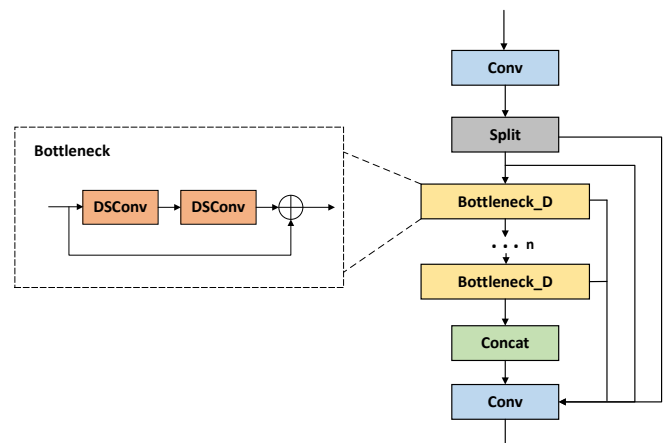 Conv
Split
Bottleneck
DSConv
DSConv
Bottleneck_D
. . . n
Bottleneck_D
Concat
Conv